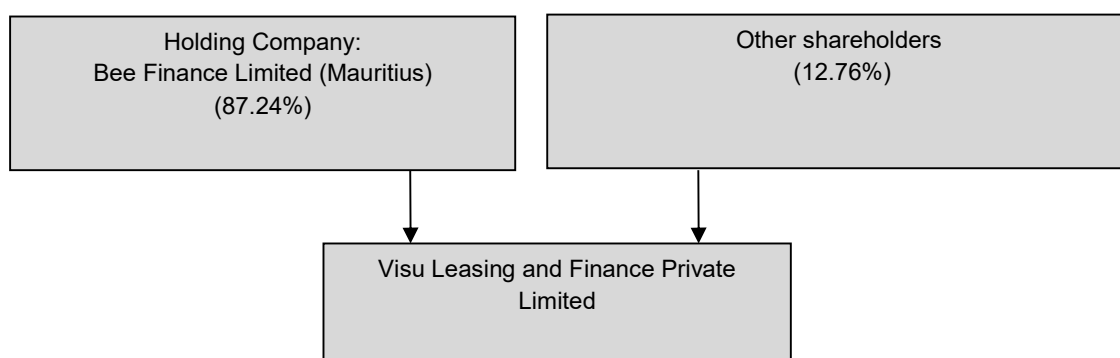 Holding Company:
Bee Finance Limited (Mauritius)
(87.24%)
Other shareholders
(12.76%)
Visu Leasing and Finance Private
Limited